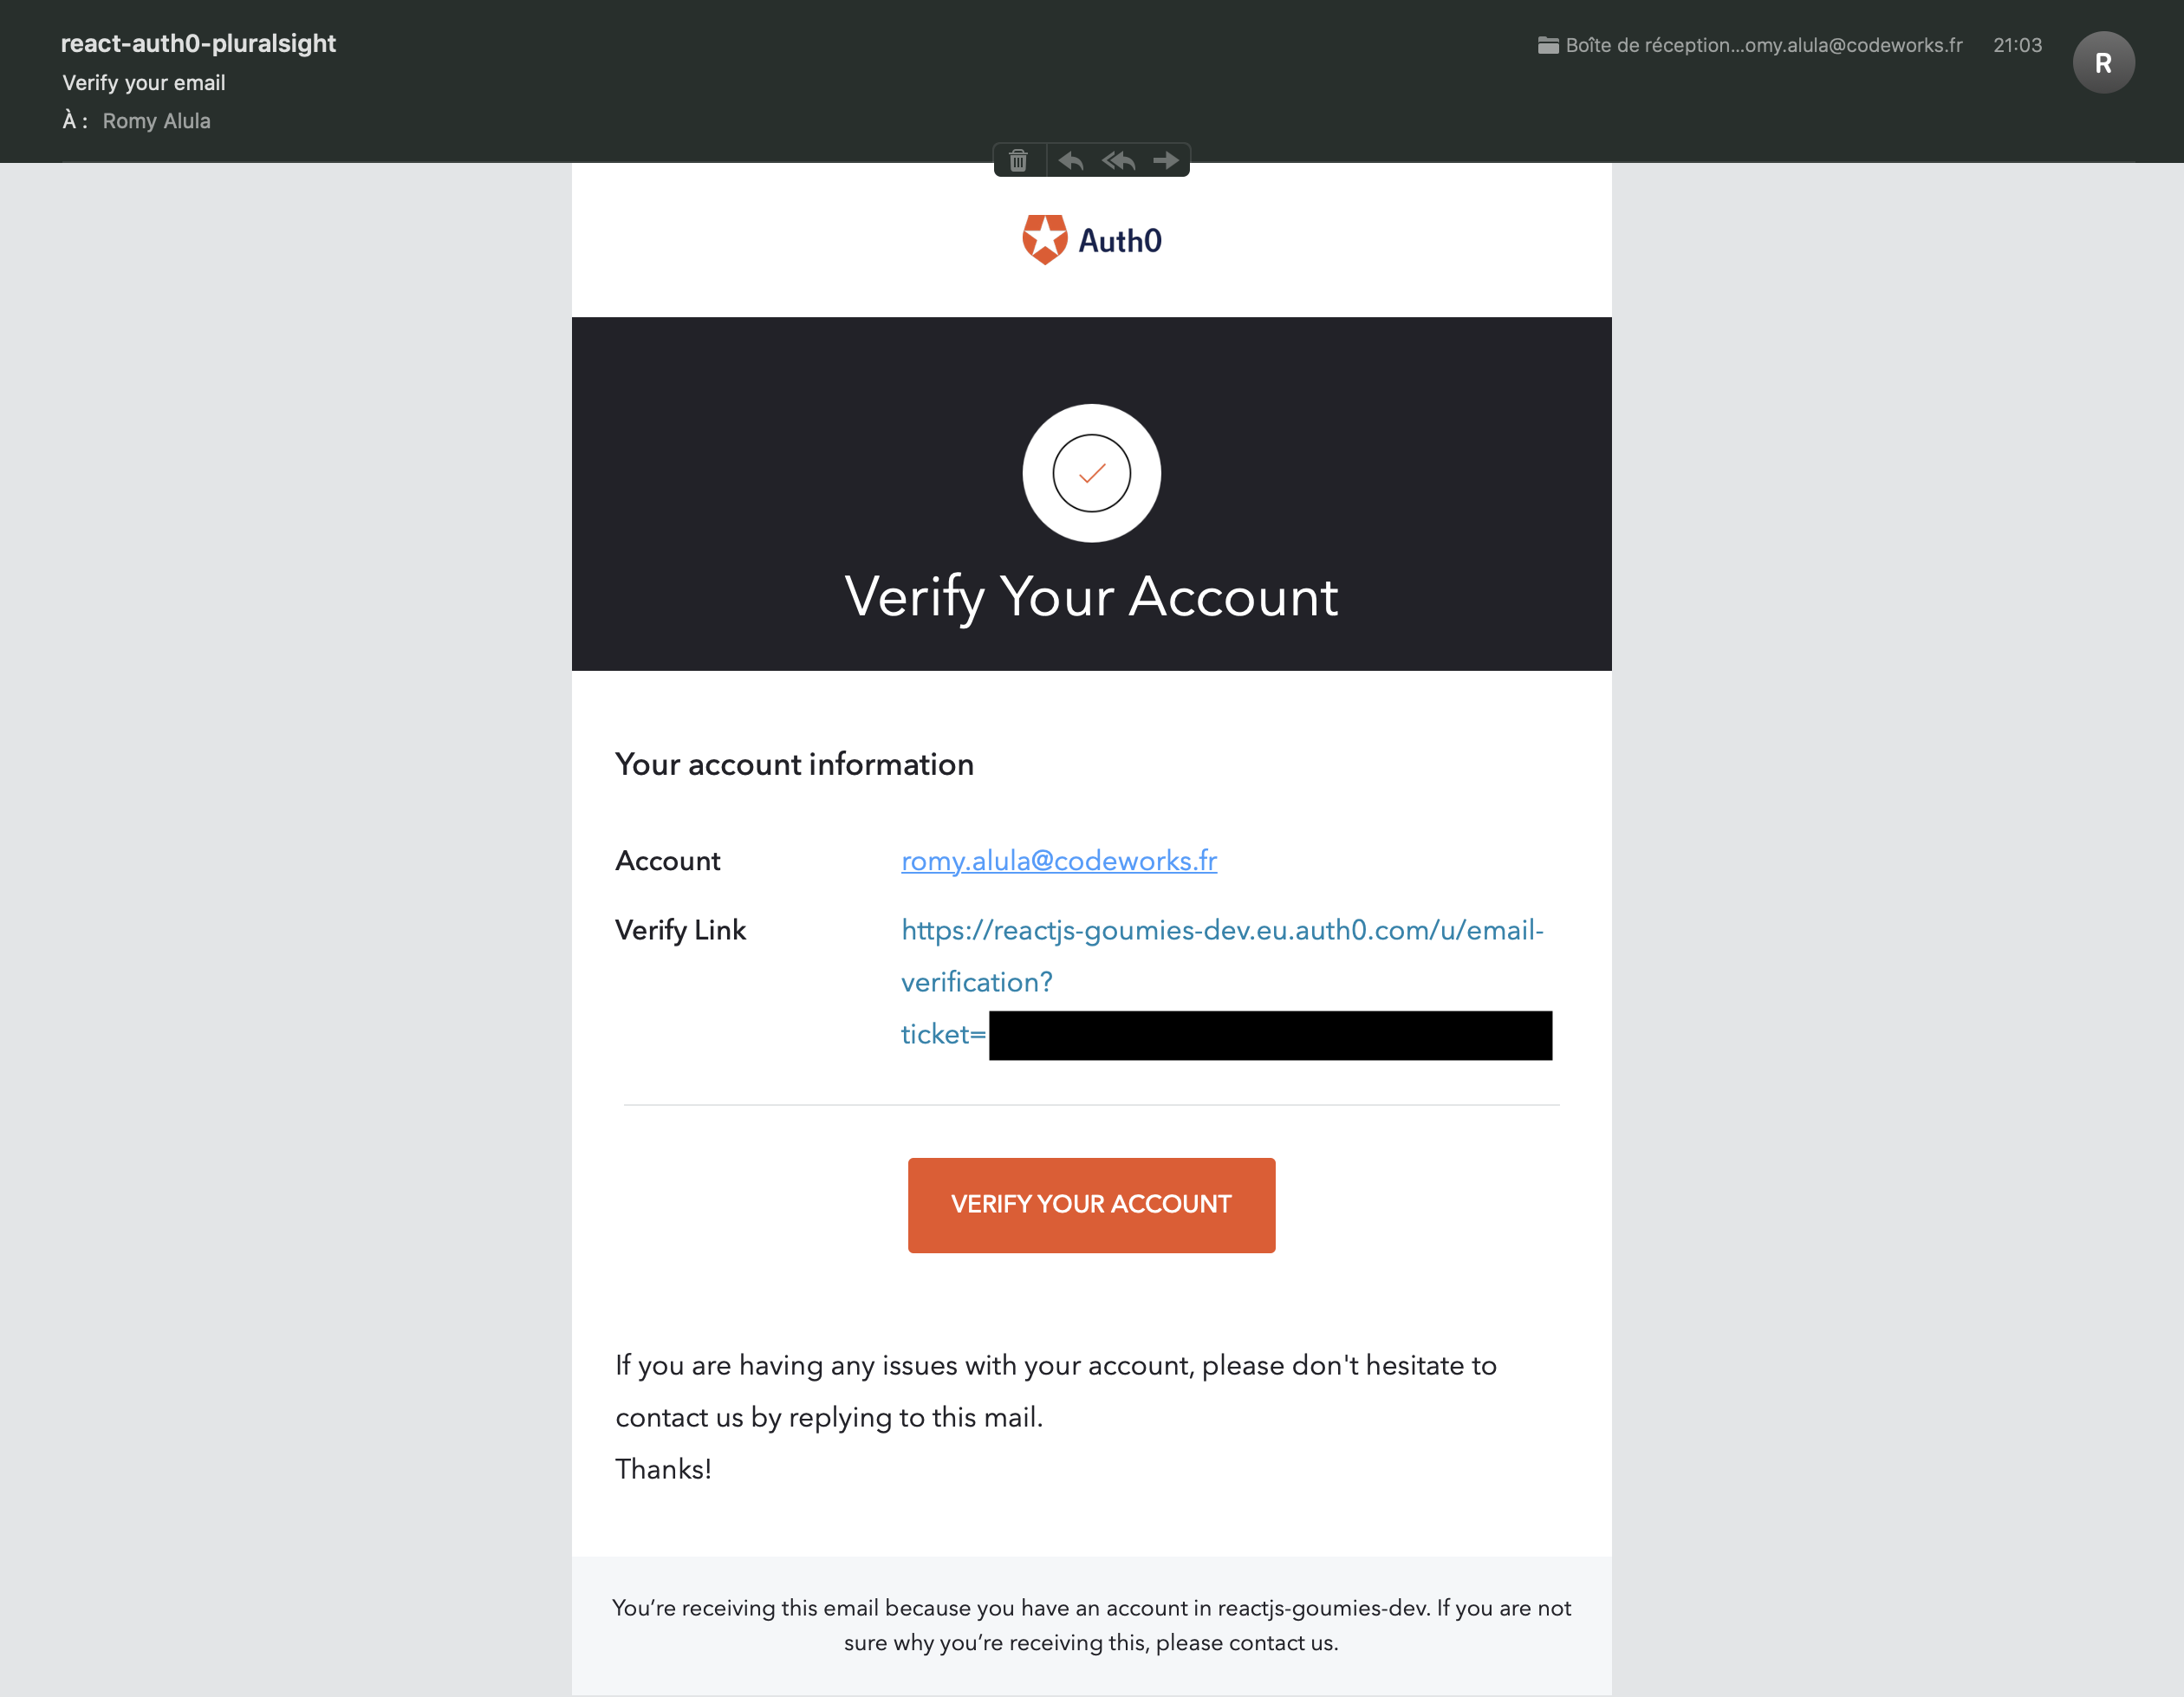 react-auth0-pluralsight
Boîte de réception...omy.alula@codeworks.fr 21:03
R
Verify your email
À : Romy Alula
Auth0
Verify Your Account
Your account information
Account romy.alula@codeworks.fr
Verify Link https://reactjs-goumies-dev.eu.auth0.com/u/email-
verification?
ticket=
VERIFY YOUR ACCOUNT
If you are having any issues with your account, please don't hesitate to
contact us by replying to this mail.
Thanks!
You’re receiving this email because you have an account in reactjs-goumies-dev. If you are not
sure why you’re receiving this, please contact us.